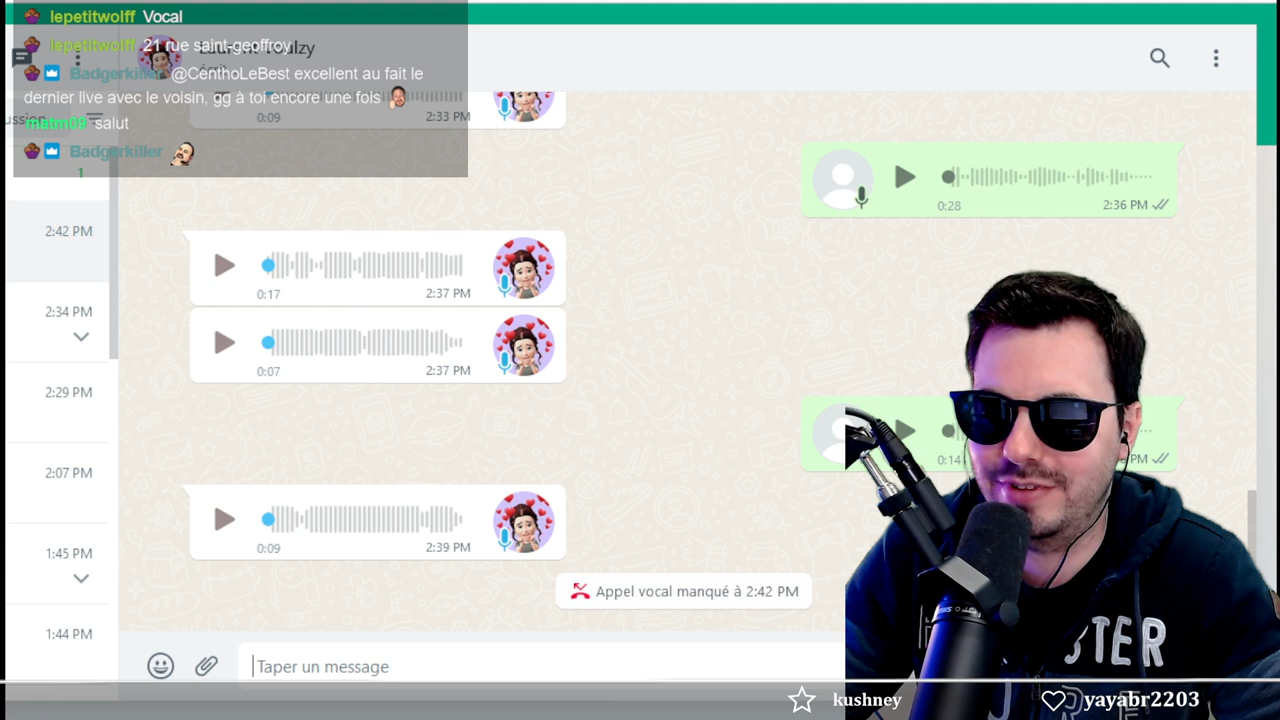 lepetitwolff Vocal
lepetitwolff 21 rue saint-geoffroy
Badgerkiller @CenthoLeBest excellent au fait le
dernier live avec le voisin, gg à toi encore une fois
matm09 salut
Badgerkiller
1
0:09 2:33 PM
0:28 2:36 PM
2:42 PM
0:17 2:37 PM
2:34 PM
0:07 2:37 PM
2:29 PM
0:14 PM
2:07 PM
0:09 2:39 PM
1:45 PM
Appel vocal manqué à 2:42 PM
1:44 PM
Taper un message
STER
kushney yayabr2203